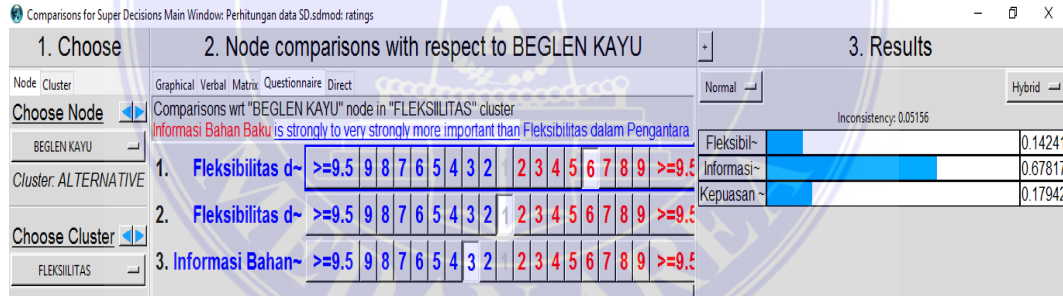 Comparisons for Super Decisions Main Window: Perhitungan data SD.sdmod: ratings
1. Choose
2. Node comparisons with respect to BEGLEN KAYU
+
3. Results
Node Cluster
Choose Node
BEGLEN KAYU
Cluster: ALTERNATIVE
Choose Cluster
FLEKSIILITAS
Graphical Verbal Matrix Questionnaire Direct
Comparisons wrt "BEGLEN KAYU" node in "FLEKSIILITAS" cluster
Informasi Bahan Baku is strongly to very strongly more important than Fleksibilitas dalam Pengantara
1. Fleksibilitas d~ >=9.5 9 8 7 6 5 4 3 2 1 2 3 4 5 6 7 8 9 >=9.5
2. Fleksibilitas d~ >=9.5 9 8 7 6 5 4 3 2 1 2 3 4 5 6 7 8 9 >=9.5
3. Informasi Bahan~ >=9.5 9 8 7 6 5 4 3 2 1 2 3 4 5 6 7 8 9 >=9.5
Normal
Hybrid
Inconsistency: 0.05156
Fleksibil~ 0.14241
Informasi~ 0.67817
Kepuasan ~ 0.17942